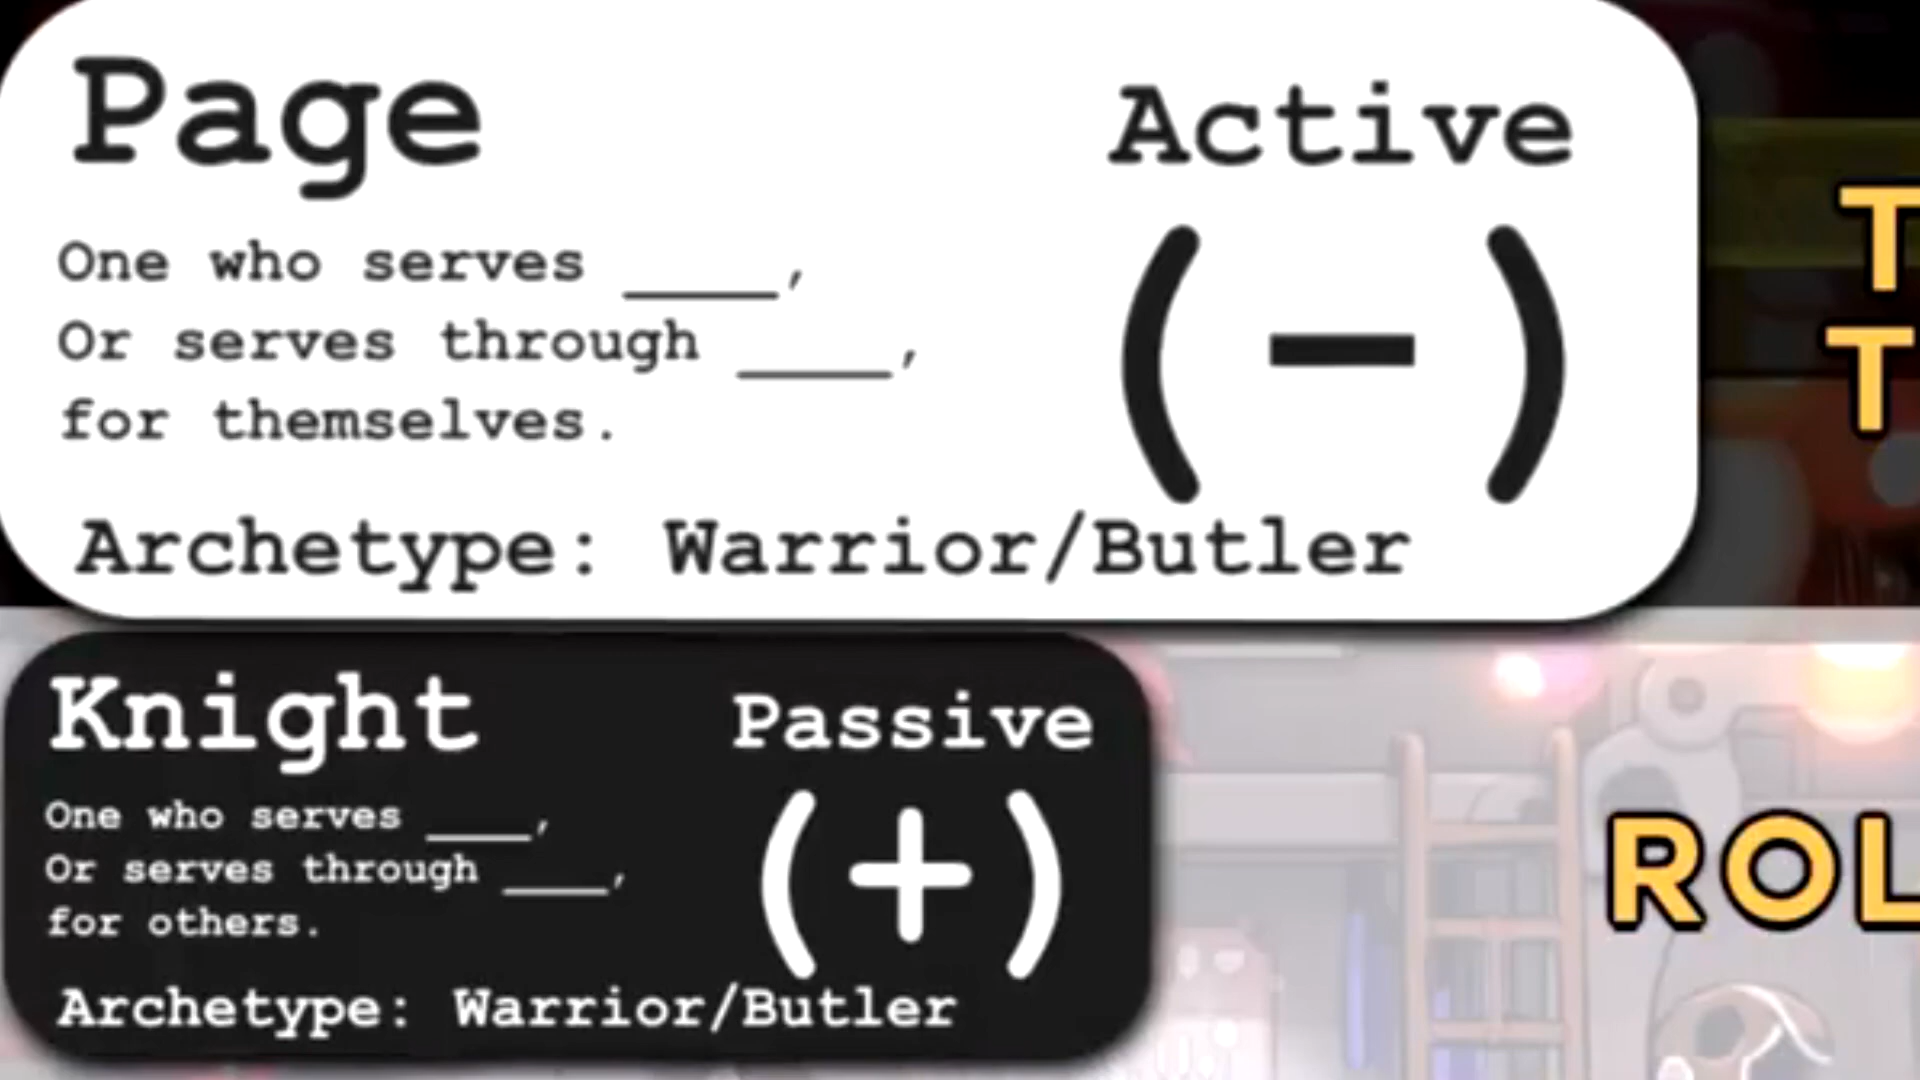 Page
Active
One who serves ____,
Or serves through ____,
for themselves.
(-)
Archetype: Warrior/Butler
T
T
Knight
Passive
One who serves ____,
Or serves through ____,
for others.
(+)
Archetype: Warrior/Butler
ROL